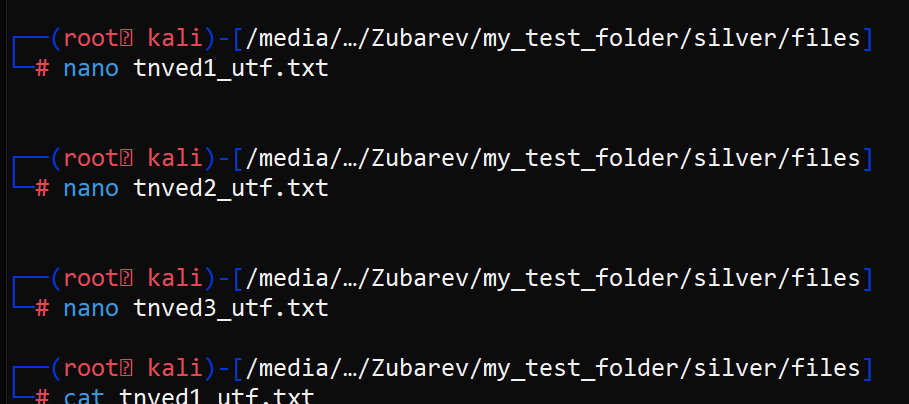 ┌──(root㉿ kali)-[/media/…/Zubarev/my_test_folder/silver/files]
└─# nano tnved1_utf.txt
┌──(root㉿ kali)-[/media/…/Zubarev/my_test_folder/silver/files]
└─# nano tnved2_utf.txt
┌──(root㉿ kali)-[/media/…/Zubarev/my_test_folder/silver/files]
└─# nano tnved3_utf.txt
┌──(root㉿ kali)-[/media/…/Zubarev/my_test_folder/silver/files]
└─# cat tnved1_utf.txt